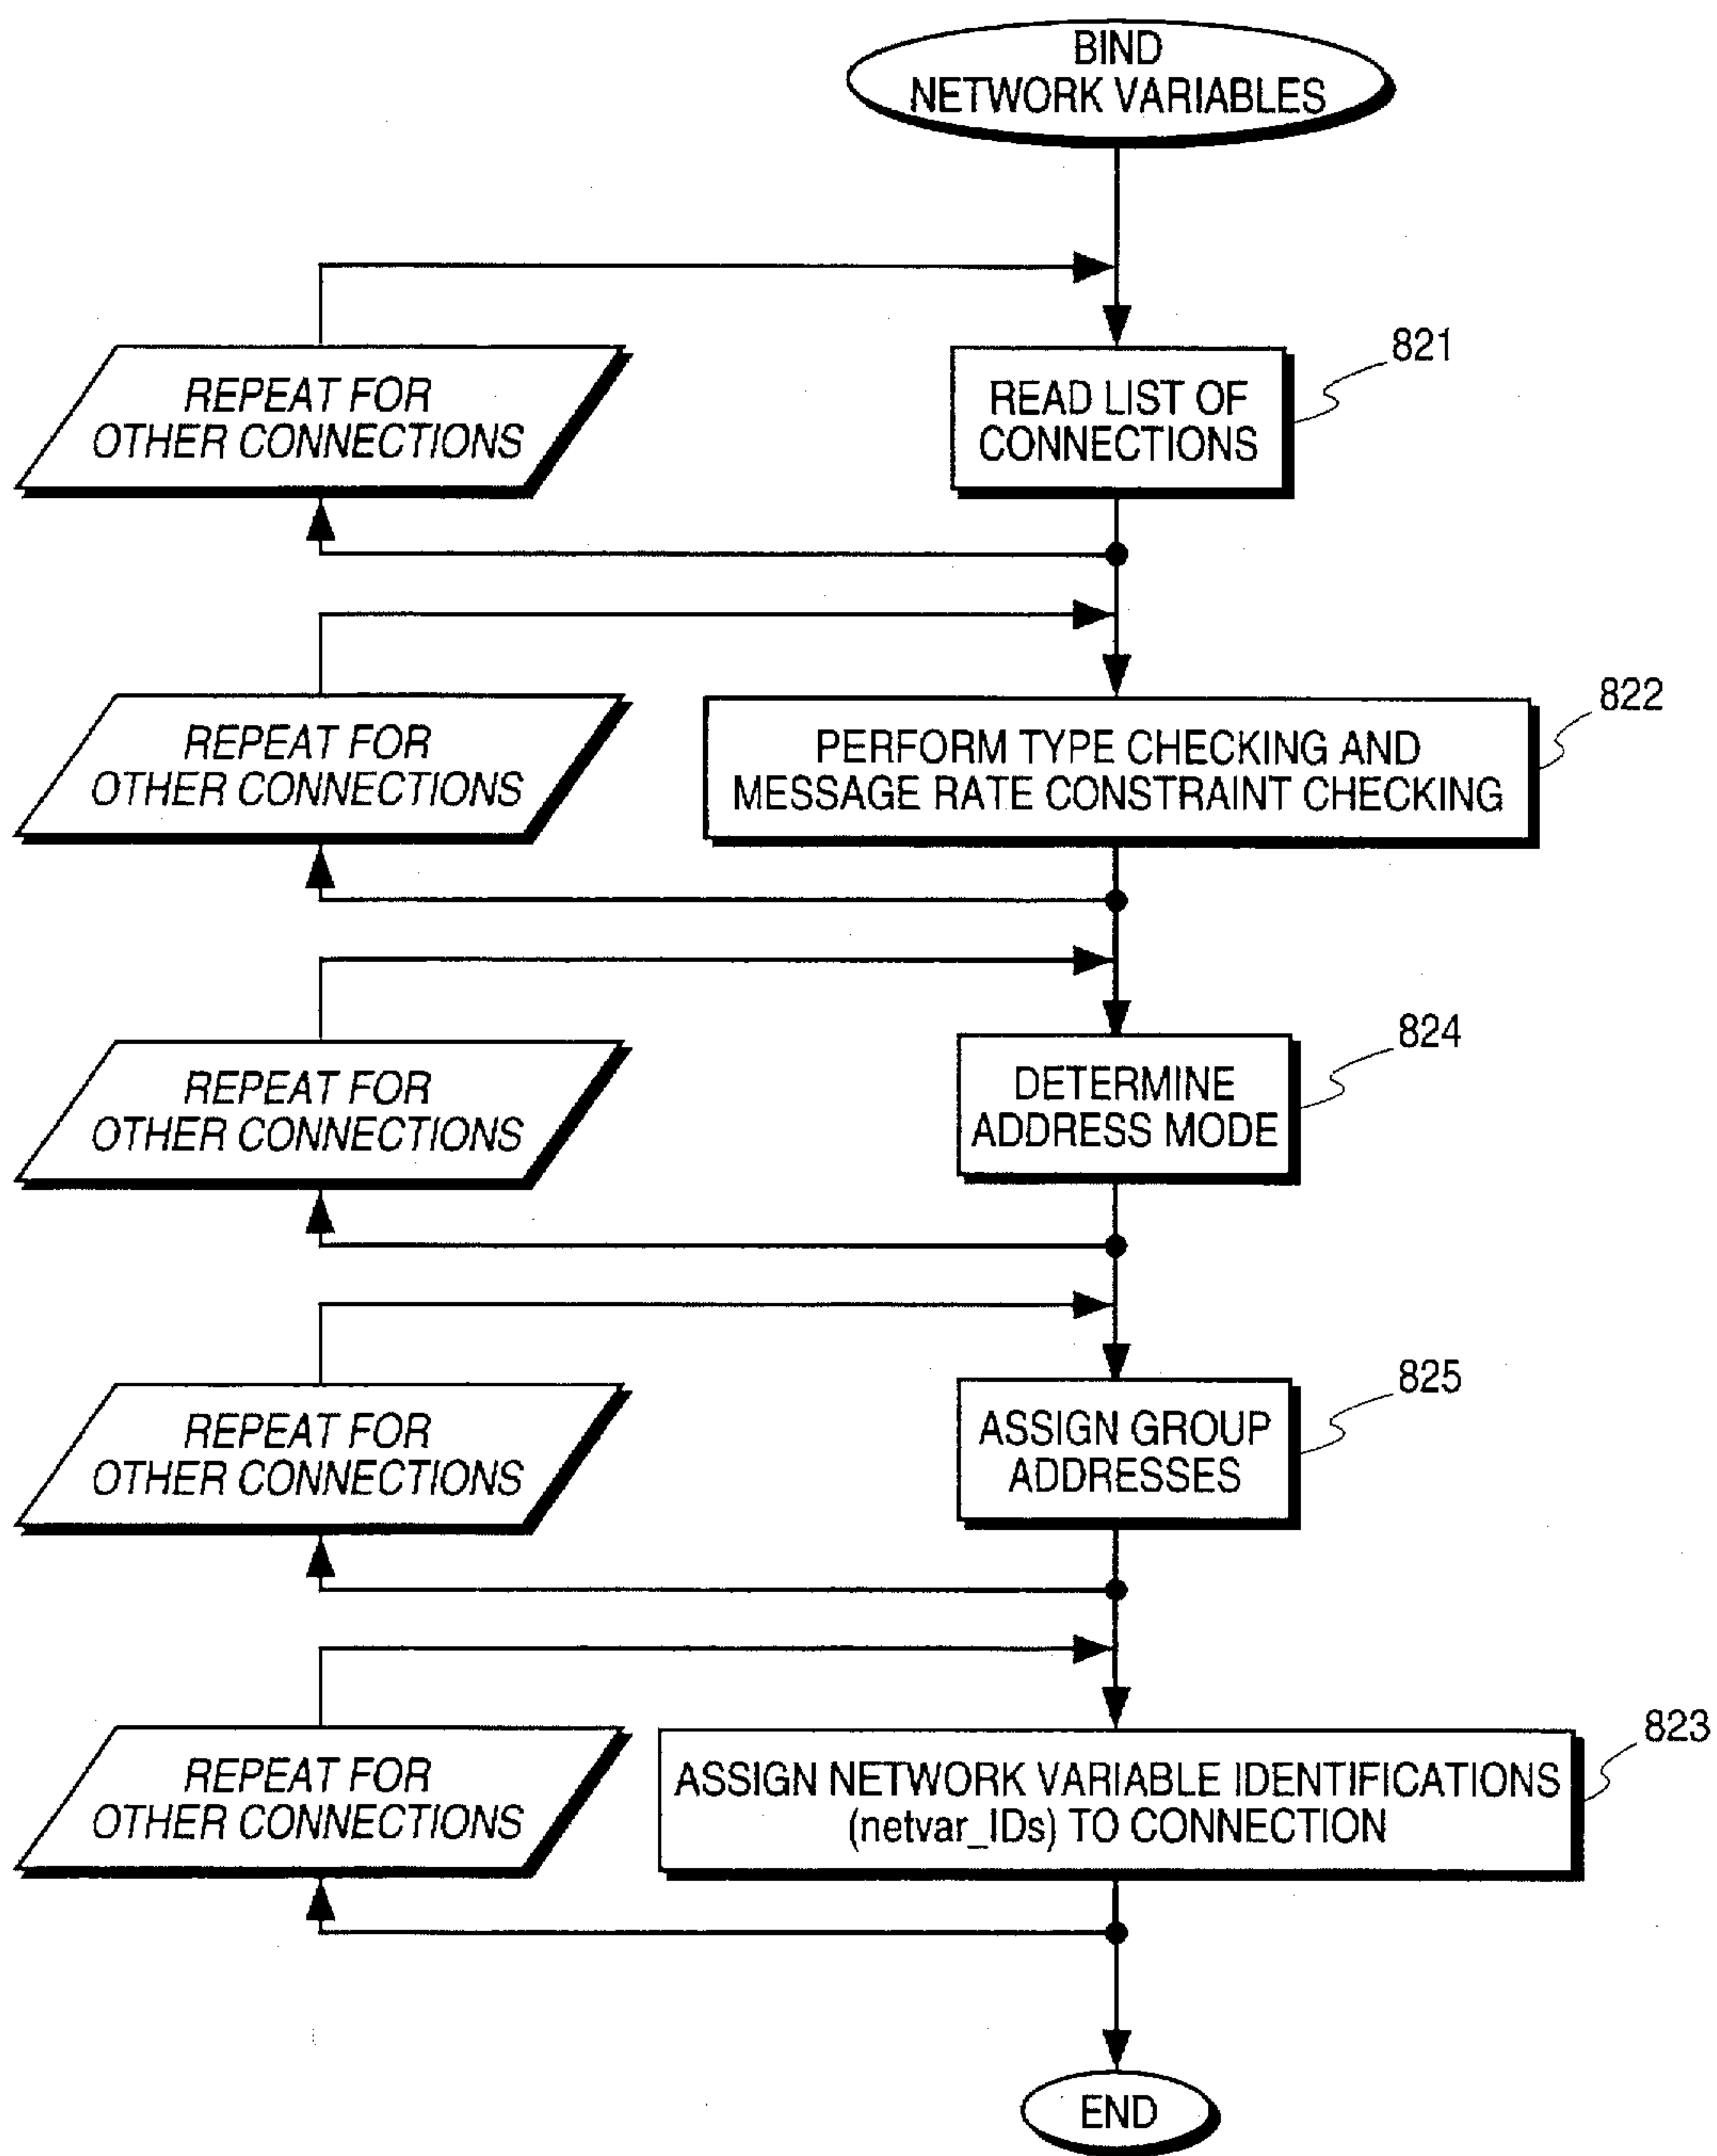 BIND
NETWORK VARIABLES
821
REPEAT FOR
OTHER CONNECTIONS
READ LIST OF
CONNECTIONS
822
REPEAT FOR
OTHER CONNECTIONS
PERFORM TYPE CHECKING AND
MESSAGE RATE CONSTRAINT CHECKING
824
REPEAT FOR
OTHER CONNECTIONS
DETERMINE
ADDRESS MODE
825
REPEAT FOR
OTHER CONNECTIONS
ASSIGN GROUP
ADDRESSES
823
REPEAT FOR
OTHER CONNECTIONS
ASSIGN NETWORK VARIABLE IDENTIFICATIONS
(netvar_IDs) TO CONNECTION
END